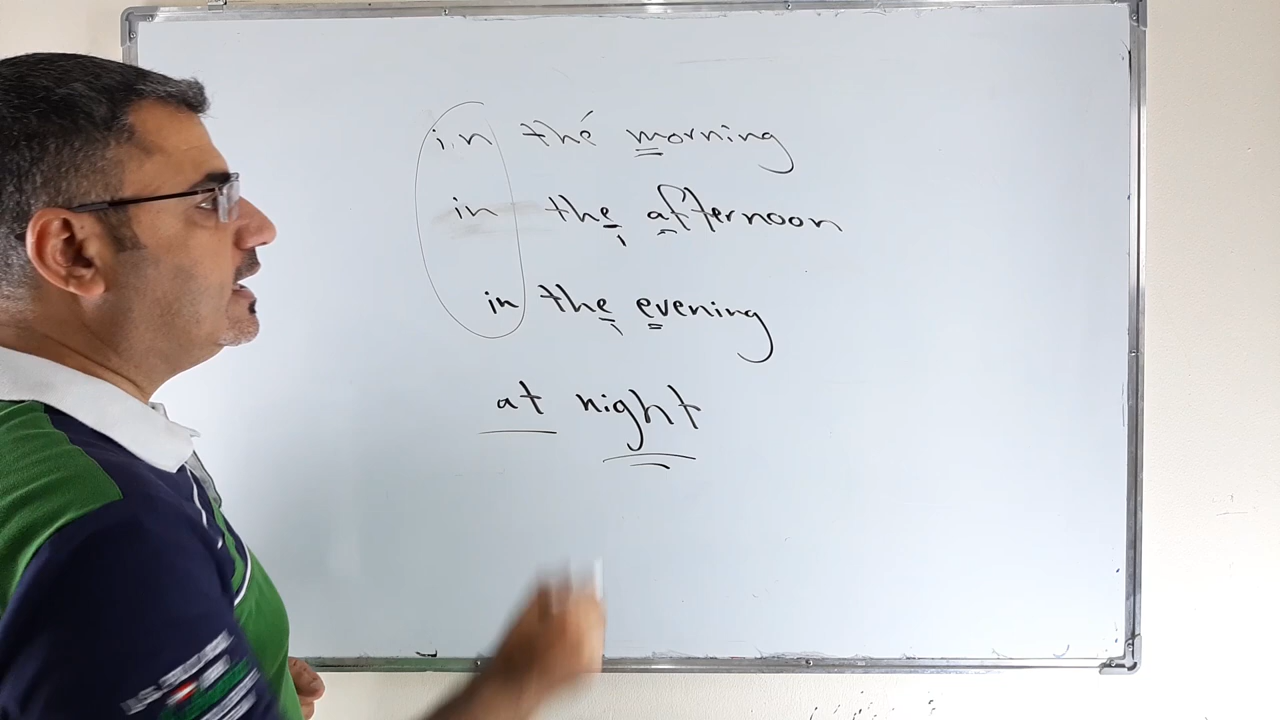 in the morning
in the afternoon
in the evening
at night